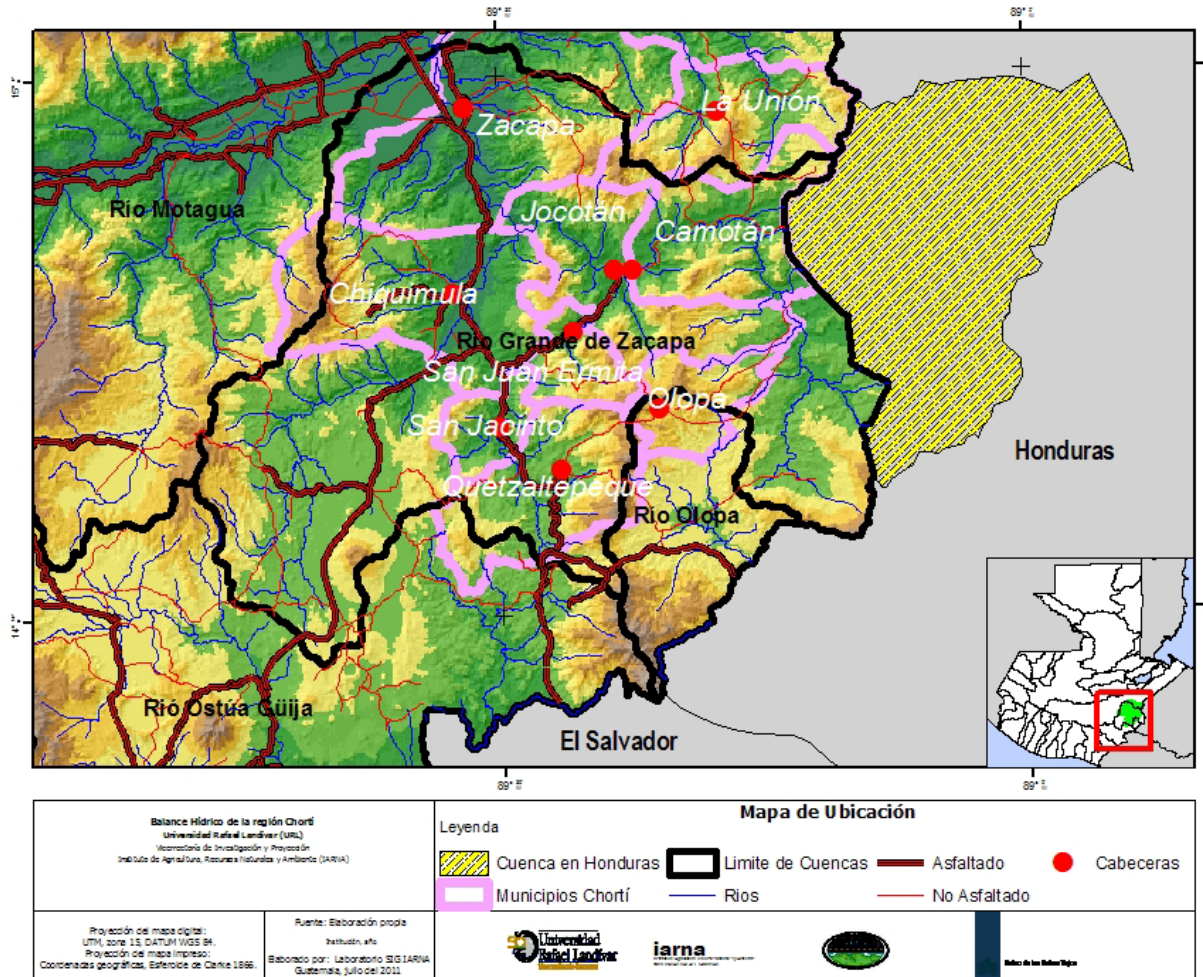 89°
89°
15°
La Unión
Zacapa
Río Motagua
Jocotán
Camotán
Chiquimula
Río Grande de Zacapa
San Juan Ermita
Olopa
San Jacinto
Honduras
Quetzaltepeque
Río Olopa
14°
Rió Ostúa Güija
El Salvador
89°
89°
Balance Hídrico de la región Chortí
Universidad Rafael Landívar (URL)
Vicerrectoría de Investigación y Proyección
Instituto de Agricultura, Recursos Naturales y Ambiente (IARNA)
Mapa de Ubicación
Leyenda
Cuenca en Honduras
Limite de Cuencas
Asfaltado
Cabeceras
Municipios Chortí
Rios
No Asfaltado
Proyección del mapa digital:
UTM, zona 15, DATUM WGS 84.
Proyección del mapa impreso:
Coordenadas geográficas, Esferoide de Clarke 1866.
Fuente: Elaboración propia
Institución, año
Elaborado por: Laboratorio SIG IARNA
Guatemala, julio del 2011
Universidad
Rafael Landívar
iarna